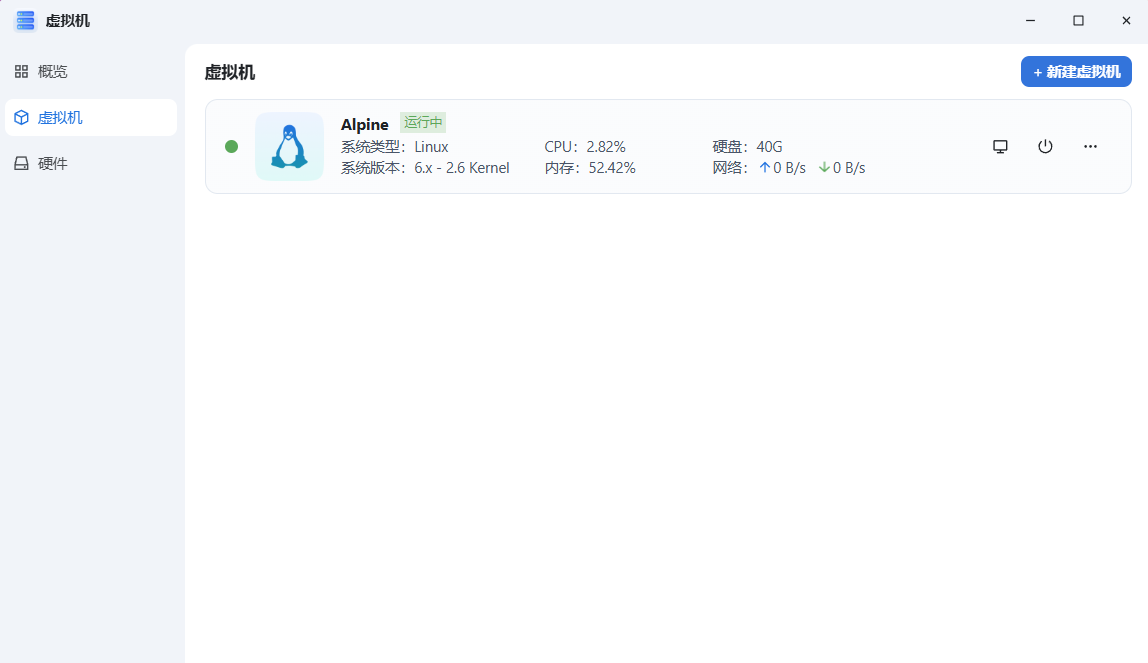 虚拟机
概览
虚拟机
硬件
虚拟机
+ 新建虚拟机
Alpine 运行中
系统类型： Linux CPU： 2.82% 硬盘： 40G
系统版本： 6.x - 2.6 Kernel 内存： 52.42% 网络： ↑ 0 B/s ↓ 0 B/s